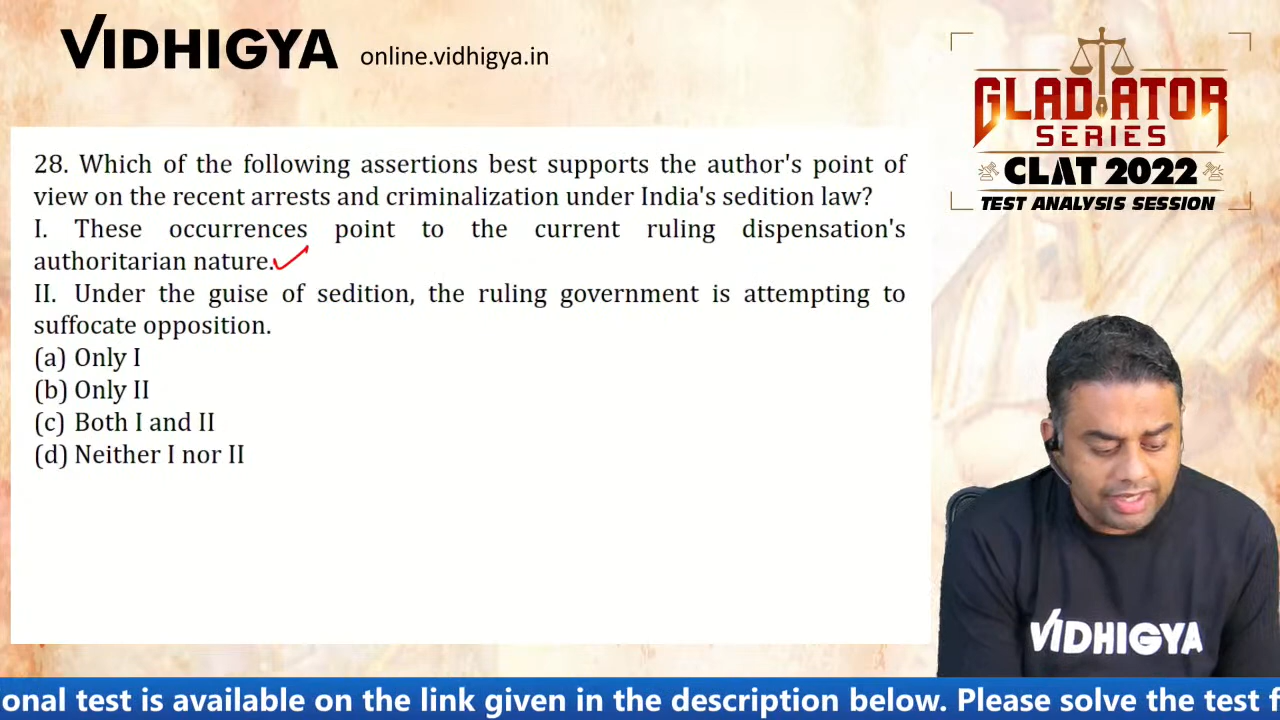 VIDHIGYA online.vidhigya.in
GLADIATOR
SERIES
CLAT 2022
TEST ANALYSIS SESSION
28. Which of the following assertions best supports the author's point of
view on the recent arrests and criminalization under India's sedition law?
I. These occurrences point to the current ruling dispensation's
authoritarian nature.
II. Under the guise of sedition, the ruling government is attempting to
suffocate opposition.
(a) Only I
(b) Only II
(c) Both I and II
(d) Neither I nor II
VIDHIGYA
onal test is available on the link given in the description below. Please solve the test f